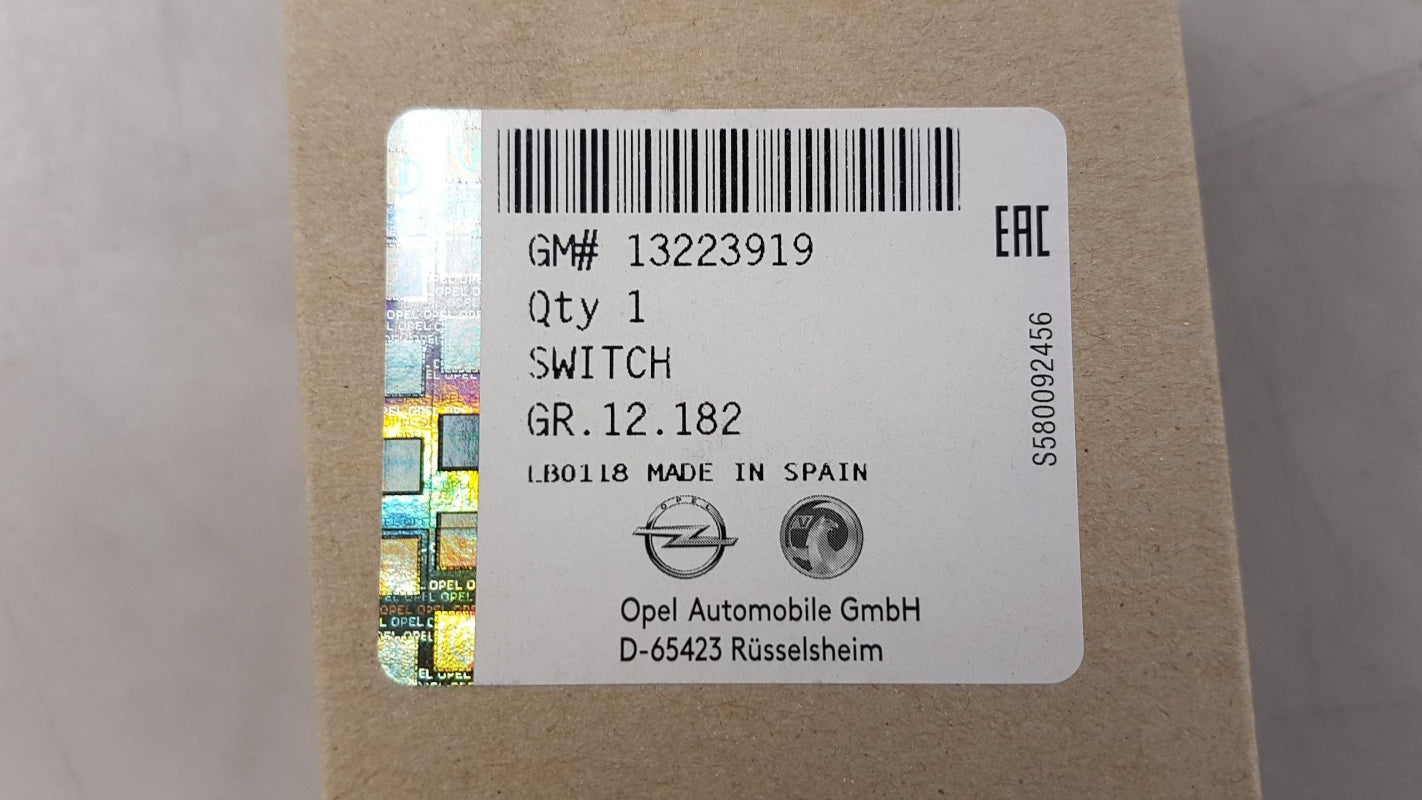 GM# 13223919
Qty 1
SWITCH
GR.12.182
LB0118 MADE IN SPAIN
OPEL
V
Opel Automobile GmbH
D-65423 Rüsselsheim
EAC
S580092456